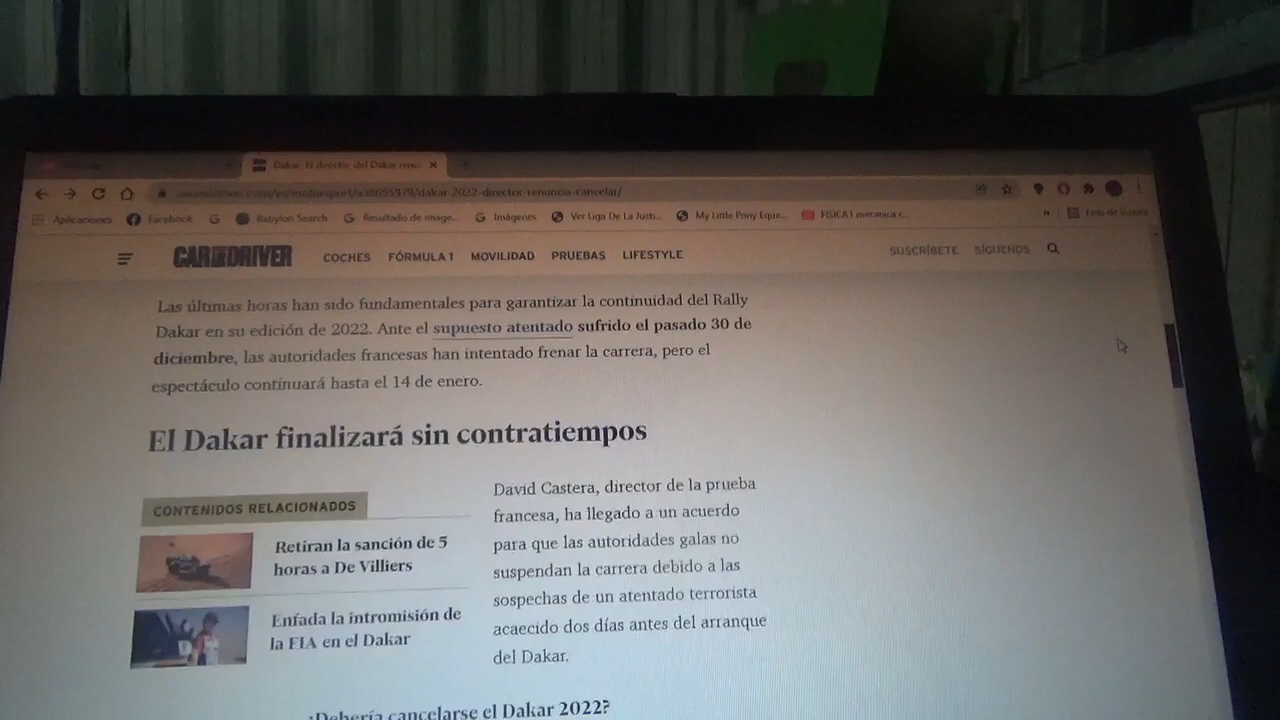 Dakar: El director del Dakar renu
/dakar-2022-director-renuncia-cancelar/
Aplicaciones Facebook G Babylon Search Resultado de image... Imágenes Ver Liga De La Justi... My Little Pony Eque... FISICA1 mecánica c... » Lista de lectura
CAR AND DRIVER COCHES FÓRMULA 1 MOVILIDAD PRUEBAS LIFESTYLE SUSCRÍBETE SÍGUENOS
Las últimas horas han sido fundamentales para garantizar la continuidad del Rally
Dakar en su edición de 2022. Ante el supuesto atentado sufrido el pasado 30 de
diciembre, las autoridades francesas han intentado frenar la carrera, pero el
espectáculo continuará hasta el 14 de enero.
El Dakar finalizará sin contratiempos
CONTENIDOS RELACIONADOS
Retiran la sanción de 5
horas a De Villiers
Enfada la intromisión de
la FIA en el Dakar
David Castera, director de la prueba
francesa, ha llegado a un acuerdo
para que las autoridades galas no
suspendan la carrera debido a las
sospechas de un atentado terrorista
acaecido dos días antes del arranque
del Dakar.
¿Debería cancelarse el Dakar 2022?